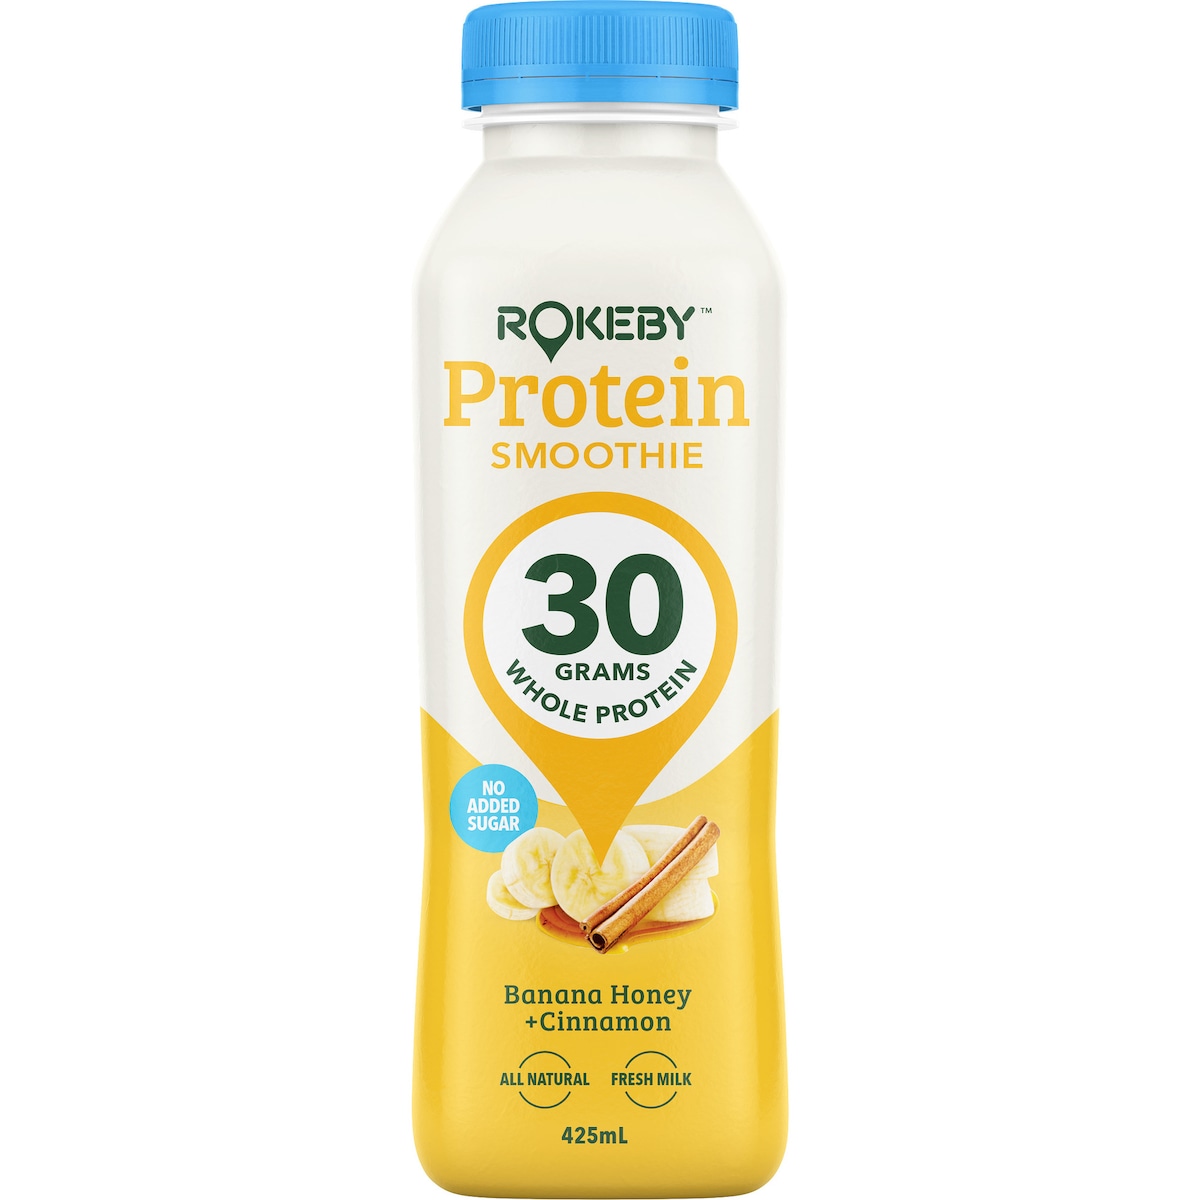 ROKEBY™
Protein
SMOOTHIE
30
GRAMS
WHOLE PROTEIN
NO
ADDED
SUGAR
Banana Honey
+Cinnamon
ALL NATURAL
FRESH MILK
425mL